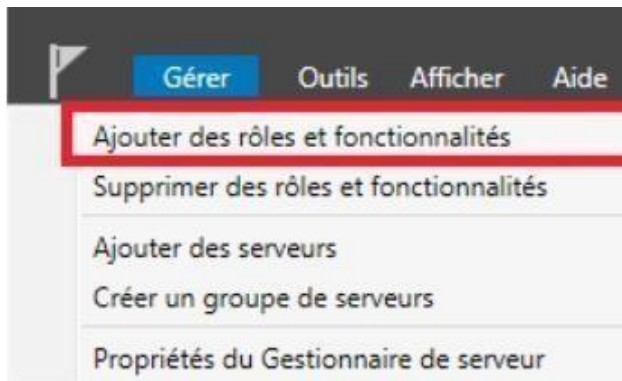 Gérer Outils Afficher Aide
Ajouter des rôles et fonctionnalités
Supprimer des rôles et fonctionnalités
Ajouter des serveurs
Créer un groupe de serveurs
Propriétés du Gestionnaire de serveur